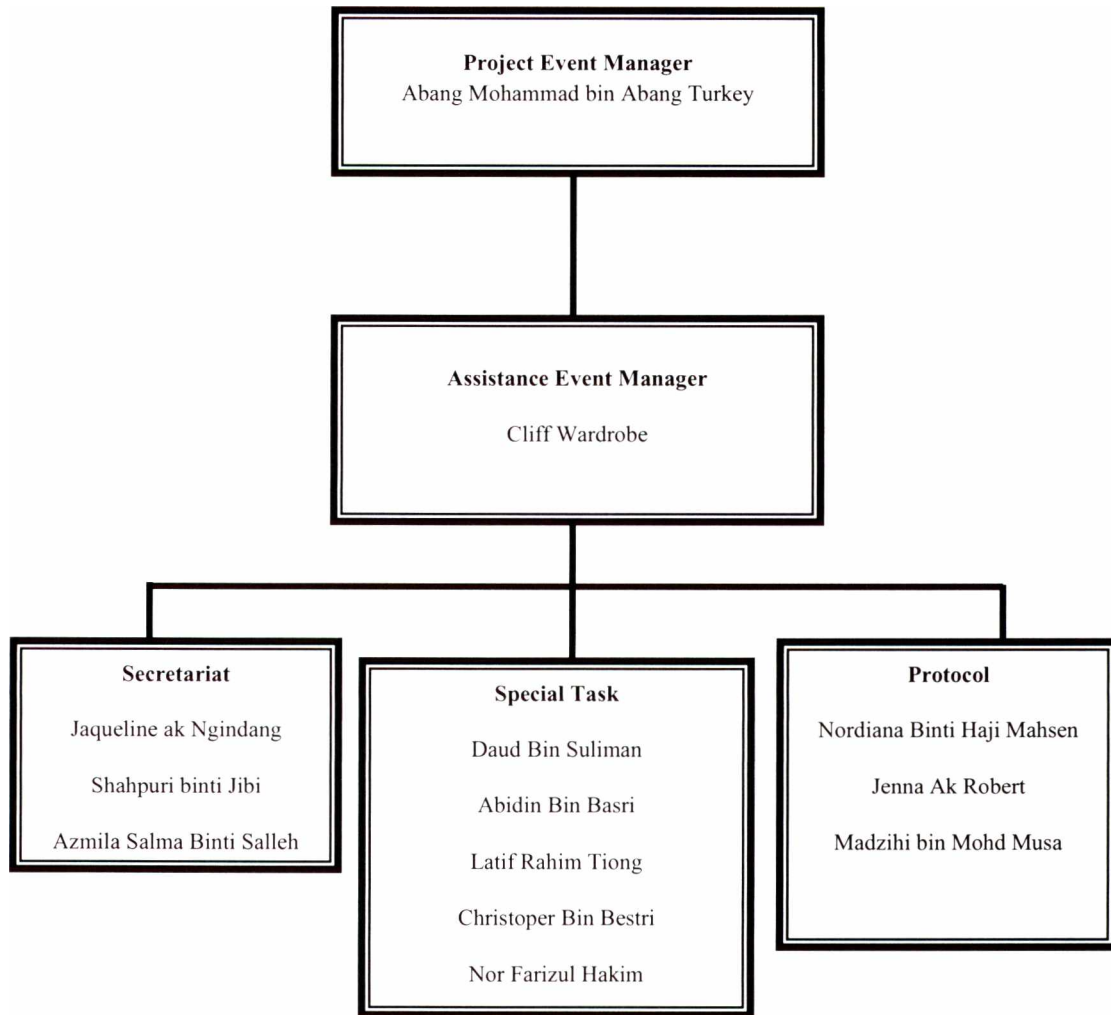 Project Event Manager
Abang Mohammad bin Abang Turkey
Assistance Event Manager
Cliff Wardrobe
Secretariat
Jaqueline ak Ngindang
Shahpuri binti Jibi
Azmila Salma Binti Salleh
Special Task
Daud Bin Suliman
Abidin Bin Basri
Latif Rahim Tiong
Christoper Bin Bestri
Nor Farizul Hakim
Protocol
Nordiana Binti Haji Mahsen
Jenna Ak Robert
Madzihi bin Mohd Musa